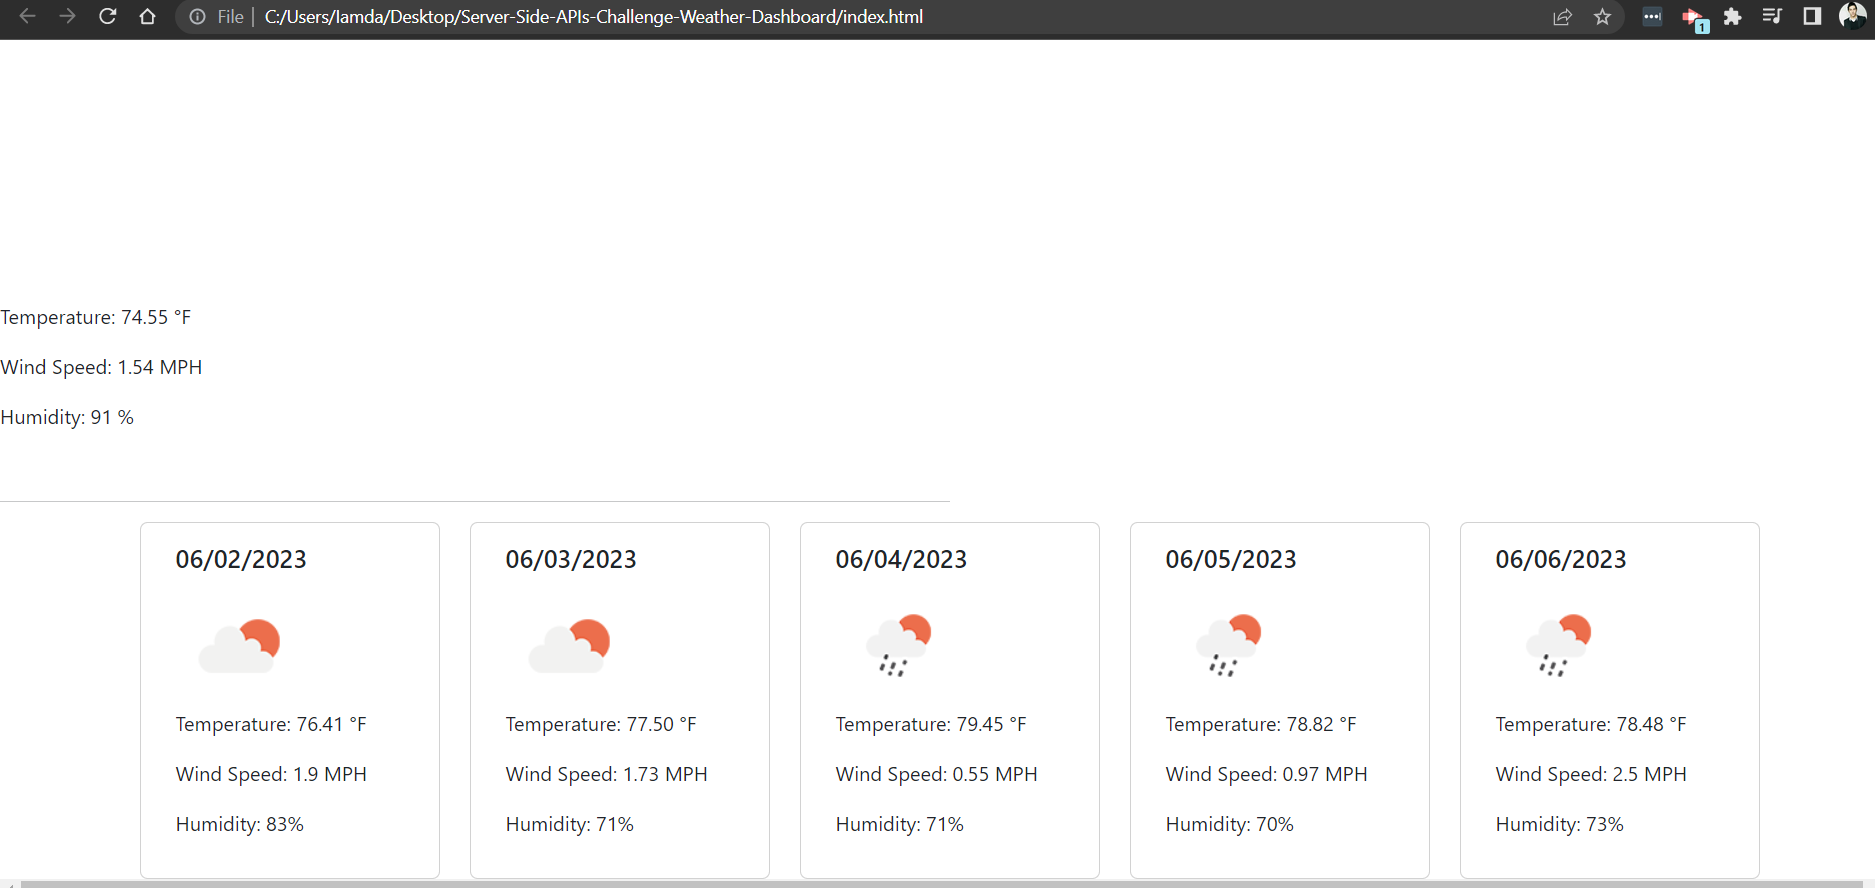 File | C:/Users/lamda/Desktop/Server-Side-APIs-Challenge-Weather-Dashboard/index.html
1
Temperature: 74.55 °F
Wind Speed: 1.54 MPH
Humidity: 91 %
06/02/2023
Temperature: 76.41 °F
Wind Speed: 1.9 MPH
Humidity: 83%
06/03/2023
Temperature: 77.50 °F
Wind Speed: 1.73 MPH
Humidity: 71%
06/04/2023
Temperature: 79.45 °F
Wind Speed: 0.55 MPH
Humidity: 71%
06/05/2023
Temperature: 78.82 °F
Wind Speed: 0.97 MPH
Humidity: 70%
06/06/2023
Temperature: 78.48 °F
Wind Speed: 2.5 MPH
Humidity: 73%